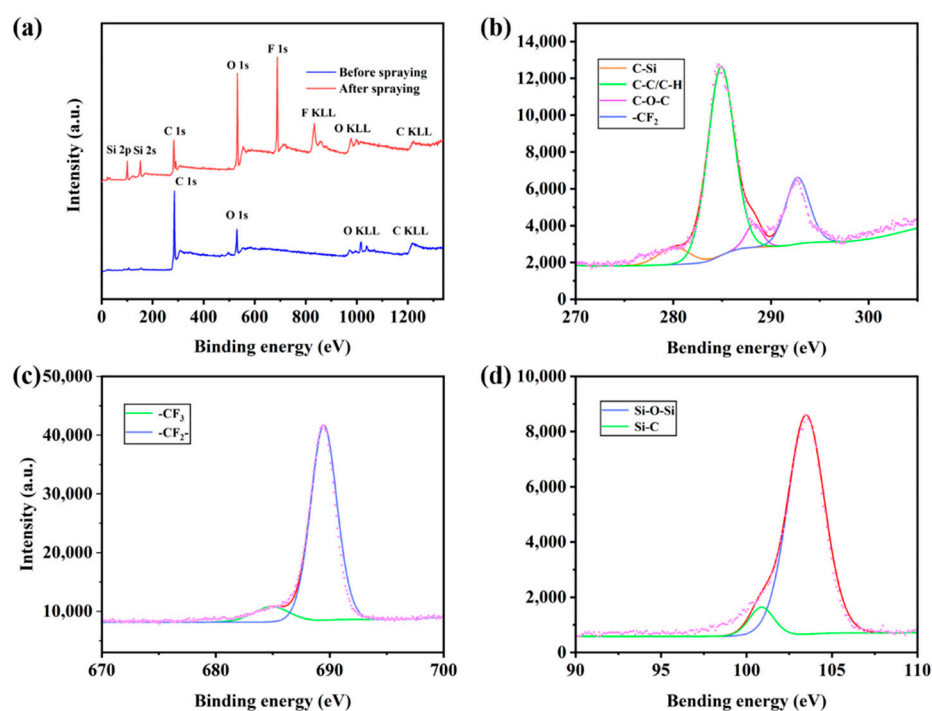 (a)
Intensity (a.u.)
Before spraying
After spraying
Si 2p
Si 2s
C 1s
O 1s
F 1s
F KLL
O KLL
C KLL
C 1s
O 1s
O KLL
C KLL
0 200 400 600 800 1000 1200
Binding energy (eV)
(b)
C-Si
C-C/C-H
C-O-C
-CF₂
14,000
12,000
10,000
8,000
6,000
4,000
2,000
0
270 280 290 300
Bending energy (eV)
(c)
Intensity (a.u.)
-CF₃
-CF₂-
50,000
40,000
30,000
20,000
10,000
0
670 680 690 700
Binding energy (eV)
(d)
Si-O-Si
Si-C
10,000
8,000
6,000
4,000
2,000
0
90 95 100 105 110
Bending energy (eV)